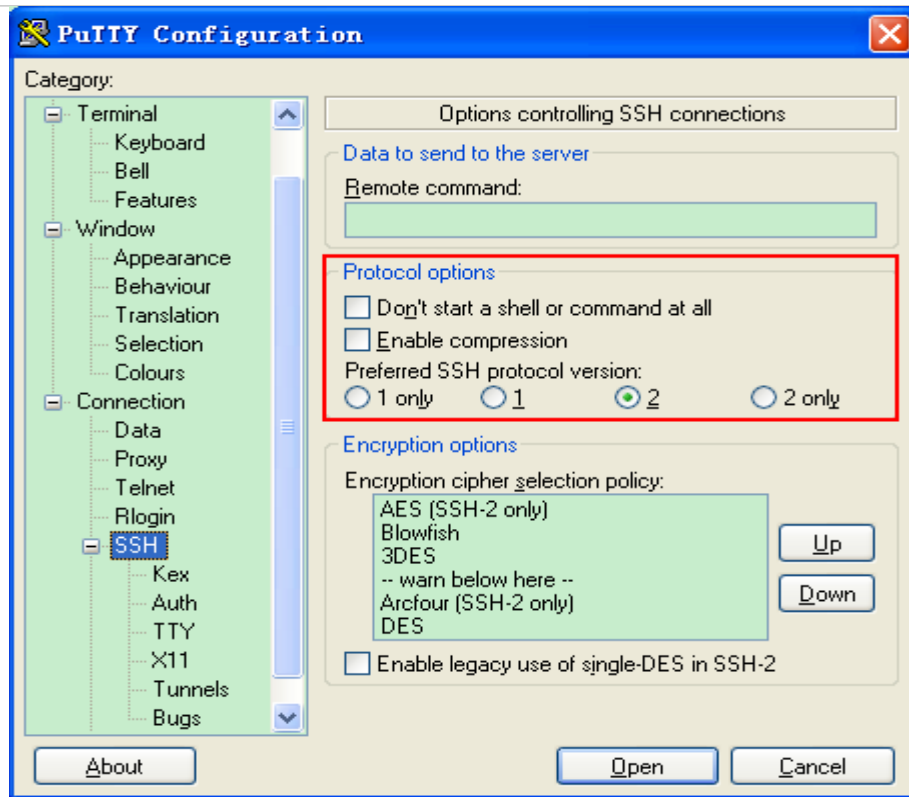 PuTTY Configuration
Category:
Terminal
Keyboard
Bell
Features
Window
Appearance
Behaviour
Translation
Selection
Colours
Connection
Data
Proxy
Telnet
Rlogin
SSH
Kex
Auth
TTY
X11
Tunnels
Bugs
Options controlling SSH connections
Data to send to the server
Remote command:
Protocol options
Don't start a shell or command at all
Enable compression
Preferred SSH protocol version:
1 only 1 2 2 only
Encryption options
Encryption cipher selection policy:
AES (SSH-2 only)
Blowfish
3DES
-- warn below here --
Arcfour (SSH-2 only)
DES
Up
Down
Enable legacy use of single-DES in SSH-2
About
Open
Cancel